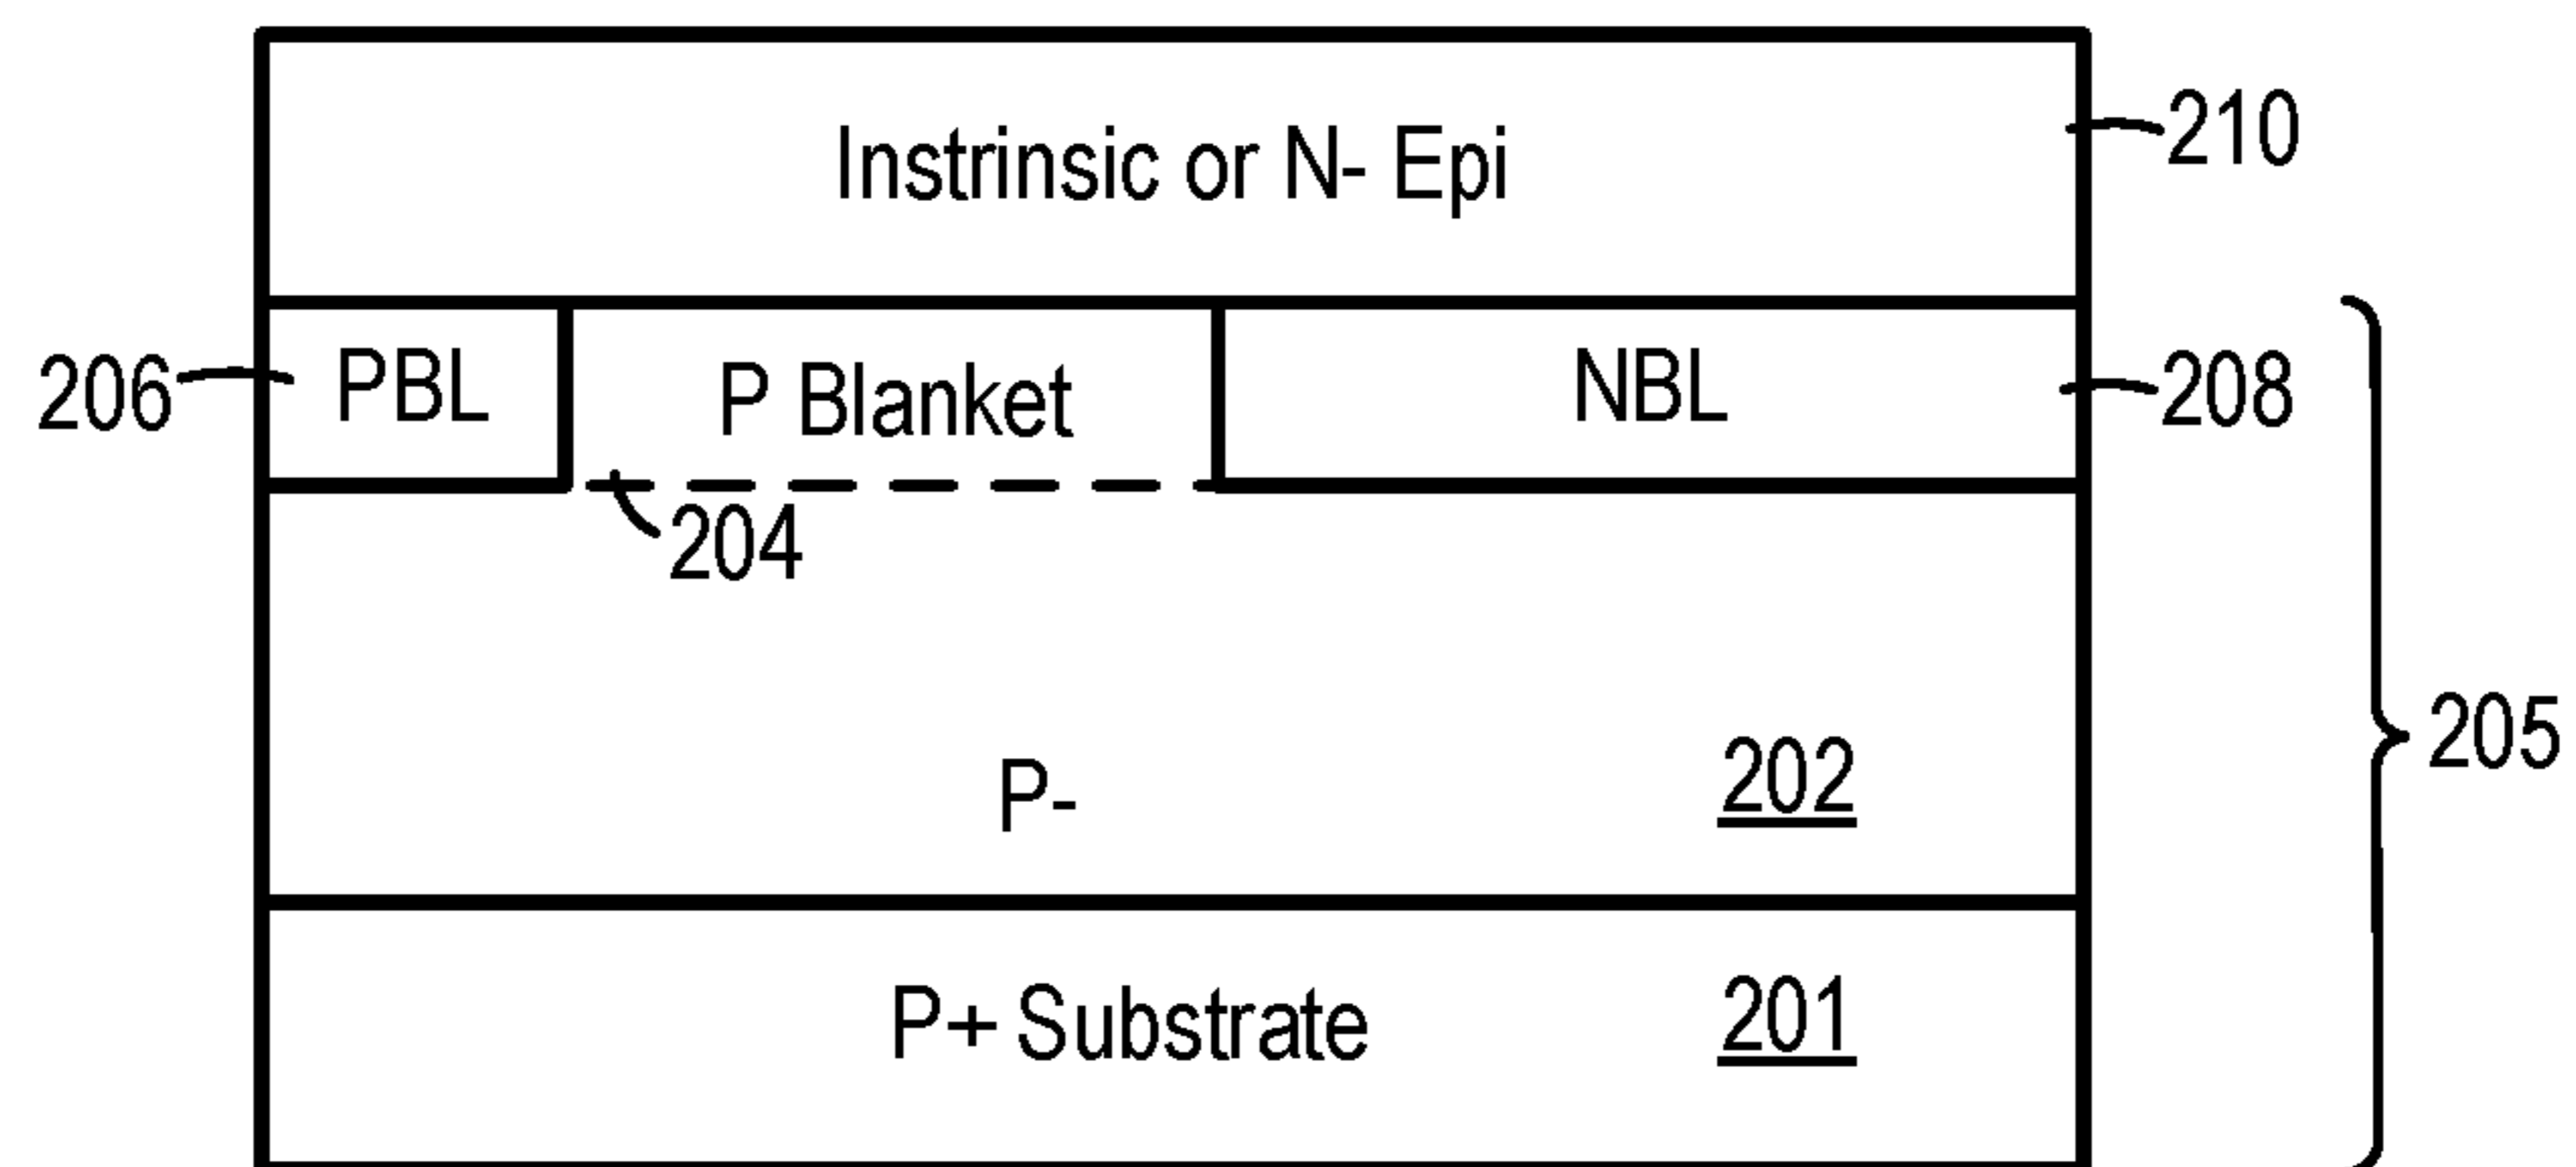 Instrinsic or N- Epi
210
206
PBL
P Blanket
NBL
208
204
P-
202
205
P+ Substrate
201